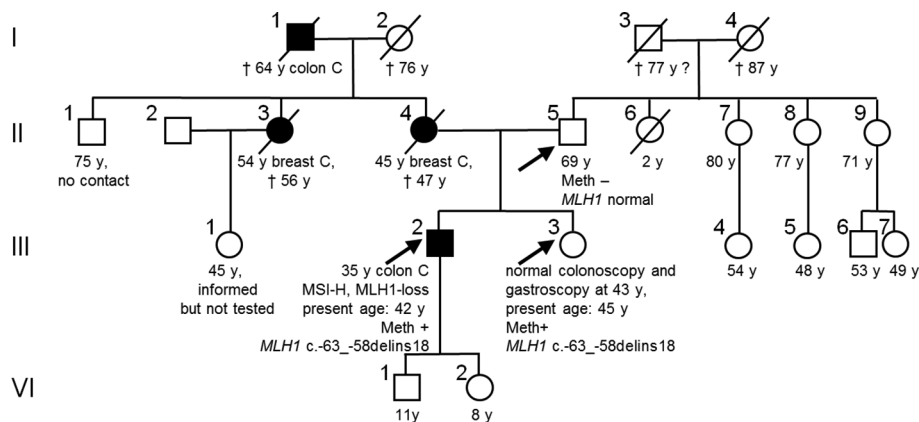 I
1
2
3
4
† 64 y colon C
† 76 y
† 77 y ?
† 87 y
II
1
2
3
4
5
6
7
8
9
75 y,
no contact
54 y breast C,
† 56 y
45 y breast C,
† 47 y
69 y
Meth –
MLH1 normal
2 y
80 y
77 y
71 y
III
1
2
3
4
5
6
7
45 y,
informed
but not tested
35 y colon C
MSI-H, MLH1-loss
present age: 42 y
Meth +
MLH1 c.-63_-58delins18
normal colonoscopy and
gastroscopy at 43 y,
present age: 45 y
Meth+
MLH1 c.-63_-58delins18
54 y
48 y
53 y
49 y
VI
1
2
11y
8 y